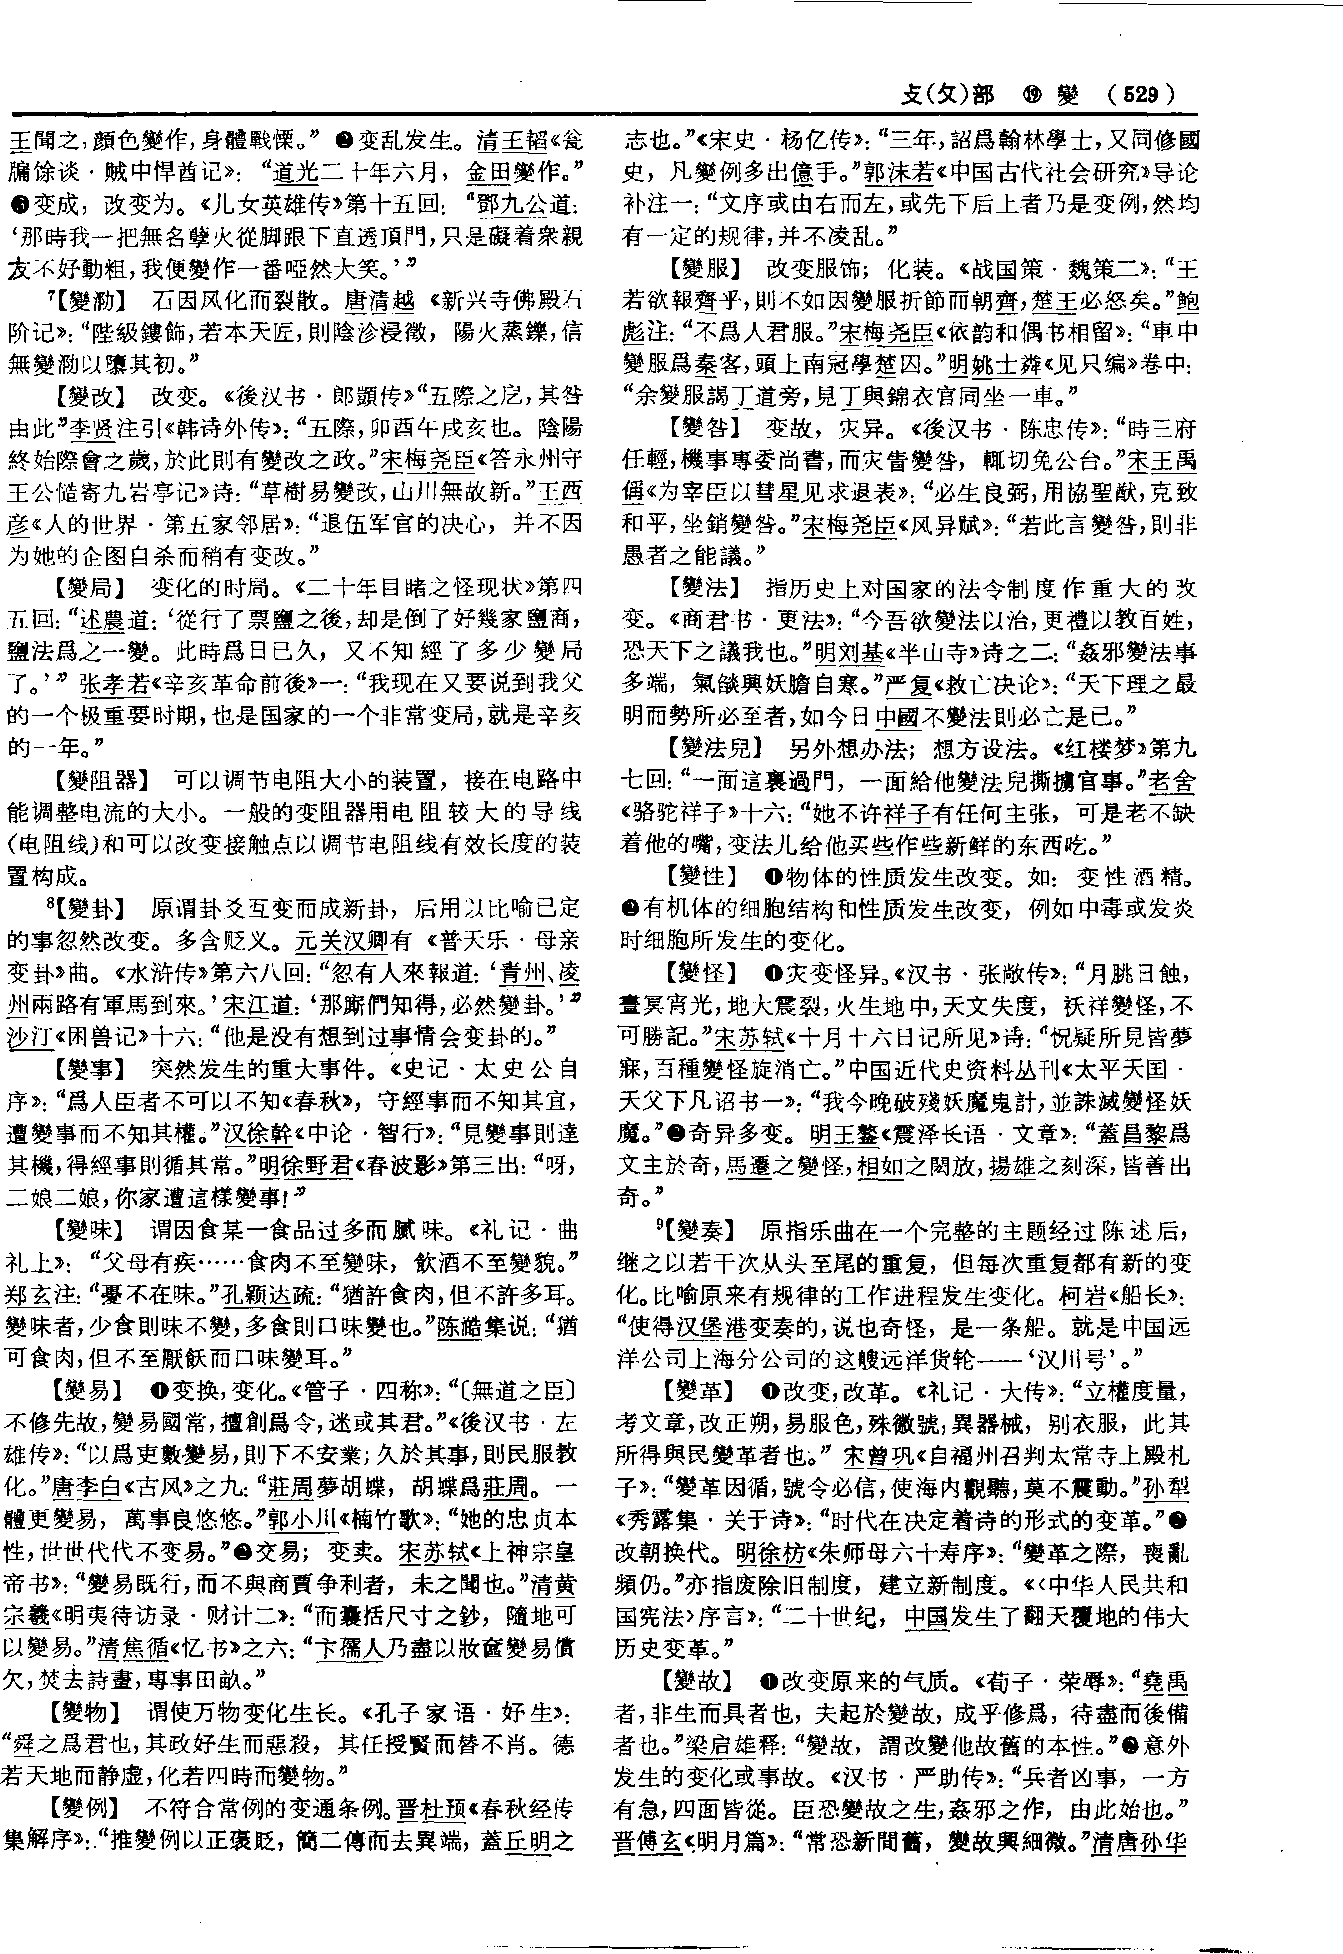 攴(攵)部 ⑲ 變 (529)
王聞之，顔色變作，身體戰慄。” ❷变乱发生。清王韬《瓮
牖馀谈·贼中悍酋记》：“道光二十年六月，金田變作。”
❸变成，改变为。《儿女英雄传》第十五回：“鄧九公道：
‘那時我一把無名孽火從脚跟下直透頂門，只是礙着衆親
友不好動粗，我便變作一番啞然大笑。’”
⁷【變泐】 石因风化而裂散。唐清越《新兴寺佛殿石
阶记》：“陛級鏤飾，若本天匠，則陰沴浸徵，陽火蒸鑠，信
無變泐以隳其初。”
【變改】 改变。《後汉书·郎顗传》“五際之戹，其咎
由此”李贤注引《韩诗外传》：“五際，卯酉午戌亥也。陰陽
終始際會之歲，於此則有變改之政。”宋梅尧臣《答永州守
王公慥寄九岩亭记》诗：“草樹易變改，山川無故新。”王西
彦《人的世界·第五家邻居》：“退伍军官的决心，并不因
为她的企图自杀而稍有变改。”
【變局】 变化的时局。《二十年目睹之怪现状》第四
五回：“述農道：‘從行了票鹽之後，却是倒了好幾家鹽商，
鹽法爲之一變。此時爲日已久，又不知經了多少變局
了。’” 张孝若《辛亥革命前後》一：“我现在又要说到我父
的一个极重要时期，也是国家的一个非常变局，就是辛亥
的一年。”
【變阻器】 可以调节电阻大小的装置，接在电路中
能调整电流的大小。一般的变阻器用电阻较大的导线
(电阻线)和可以改变接触点以调节电阻线有效长度的装
置构成。
⁸【變卦】 原谓卦爻互变而成新卦，后用以比喻已定
的事忽然改变。多含贬义。元关汉卿有《普天乐·母亲
变卦》曲。《水浒传》第六八回：“忽有人來報道：‘青州、凌
州兩路有軍馬到來。’宋江道：‘那廝們知得，必然變卦。’”
沙汀《困兽记》十六：“他是没有想到过事情会变卦的。”
【變事】 突然发生的重大事件。《史记·太史公自
序》：“爲人臣者不可以不知《春秋》，守經事而不知其宜，
遭變事而不知其權。”汉徐幹《中论·智行》：“見變事則達
其機，得經事則循其常。”明徐野君《春波影》第三出：“呀，
二娘二娘，你家遭這樣變事！”
【變味】 谓因食某一食品过多而腻味。《礼记·曲
礼上》：“父母有疾……食肉不至變味，飲酒不至變貌。”
郑玄注：“憂不在味。”孔颖达疏：“猶許食肉，但不許多耳。
變味者，少食則味不變，多食則口味變也。”陈澔集说：“猶
可食肉，但不至厭飫而口味變耳。”
【變易】 ❶变换，变化。《管子·四称》：“〔無道之臣〕
不修先故，變易國常，擅創爲令，迷或其君。”《後汉书·左
雄传》：“以爲吏數變易，則下不安業；久於其事，則民服教
化。”唐李白《古风》之九：“莊周夢胡蝶，胡蝶爲莊周。一
體更變易，萬事良悠悠。”郭小川《楠竹歌》：“她的忠贞本
性，世世代代不变易。”❷交易；变卖。宋苏轼《上神宗皇
帝书》：“變易既行，而不與商賈争利者，未之聞也。”清黄
宗羲《明夷待访录·财计二》：“而囊括尺寸之鈔，隨地可
以變易。”清焦循《忆书》之六：“卞孺人乃盡以妝奩變易償
欠，焚去詩畫，專事田畝。”
【變物】 谓使万物变化生长。《孔子家语·好生》：
“舜之爲君也，其政好生而惡殺，其任授賢而替不肖。德
若天地而静虚，化若四時而變物。”
【變例】 不符合常例的变通条例。晋杜预《春秋经传
集解序》：“推變例以正褒貶，簡二傳而去異端，蓋丘明之
志也。”《宋史·杨亿传》：“三年，詔爲翰林學士，又同修國
史，凡變例多出億手。”郭沫若《中国古代社会研究》导论
补注一：“文序或由右而左，或先下后上者乃是变例，然均
有一定的规律，并不凌乱。”
【變服】 改变服饰；化装。《战国策·魏策二》：“王
若欲報齊乎，則不如因變服折節而朝齊，楚王必怒矣。”鲍
彪注：“不爲人君服。”宋梅尧臣《依韵和偶书相留》：“車中
變服爲秦客，頭上南冠學楚囚。”明姚士粦《见只编》卷中：
“余變服謁丁道旁，見丁與錦衣官同坐一車。”
【變咎】 变故，灾异。《後汉书·陈忠传》：“時三府
任輕，機事專委尚書，而灾眚變咎，輒切免公台。”宋王禹
偁《为宰臣以彗星见求退表》：“必生良弼，用協聖猷，克致
和平，坐銷變咎。”宋梅尧臣《风异赋》：“若此言變咎，則非
愚者之能議。”
【變法】 指历史上对国家的法令制度作重大的改
变。《商君书·更法》：“今吾欲變法以治，更禮以教百姓，
恐天下之議我也。”明刘基《半山寺》诗之二：“姦邪變法事
多端，氣燄興妖膽自寒。”严复《救亡决论》：“天下理之最
明而勢所必至者，如今日中國不變法則必亡是已。”
【變法兒】 另外想办法；想方设法。《红楼梦》第九
七回：“一面這裏過門，一面給他變法兒撕擄官事。”老舍
《骆驼祥子》十六：“她不许祥子有任何主张，可是老不缺
着他的嘴，变法儿给他买些作些新鲜的东西吃。”
【變性】 ❶物体的性质发生改变。如：变性酒精。
❷有机体的细胞结构和性质发生改变，例如中毒或发炎
时细胞所发生的变化。
【變怪】 ❶灾变怪异。《汉书·张敞传》：“月朓日蝕，
晝冥宵光，地大震裂，火生地中，天文失度，祅祥變怪，不
可勝記。”宋苏轼《十月十六日记所见》诗：“怳疑所見皆夢
寐，百種變怪旋消亡。”中国近代史资料丛刊《太平天国·
天父下凡诏书一》：“我今晚破殘妖魔鬼計，並誅滅變怪妖
魔。”❷奇异多变。明王鏊《震泽长语·文章》：“蓋昌黎爲
文主於奇，馬遷之變怪，相如之閎放，揚雄之刻深，皆善出
奇。”
⁹【變奏】 原指乐曲在一个完整的主题经过陈述后，
继之以若干次从头至尾的重复，但每次重复都有新的变
化。比喻原来有规律的工作进程发生变化。柯岩《船长》：
“使得汉堡港变奏的，说也奇怪，是一条船。就是中国远
洋公司上海分公司的这艘远洋货轮——‘汉川号’。”
【變革】 ❶改变，改革。《礼记·大传》：“立權度量，
考文章，改正朔，易服色，殊徽號，異器械，别衣服，此其
所得與民變革者也。” 宋曾巩《自福州召判太常寺上殿札
子》：“變革因循，號令必信，使海内觀聽，莫不震動。”孙犁
《秀露集·关于诗》：“时代在决定着诗的形式的变革。”❷
改朝换代。明徐枋《朱师母六十寿序》：“變革之際，喪亂
頻仍。”亦指废除旧制度，建立新制度。《〈中华人民共和
国宪法〉序言》：“二十世纪，中国发生了翻天覆地的伟大
历史变革。”
【變故】 ❶改变原来的气质。《荀子·荣辱》：“堯禹
者，非生而具者也，夫起於變故，成乎修爲，待盡而後備
者也。”梁启雄释：“變故，謂改變他故舊的本性。”❷意外
发生的变化或事故。《汉书·严助传》：“兵者凶事，一方
有急，四面皆從。臣恐變故之生，姦邪之作，由此始也。”
晋傅玄《明月篇》：“常恐新間舊，變故興細微。”清唐孙华